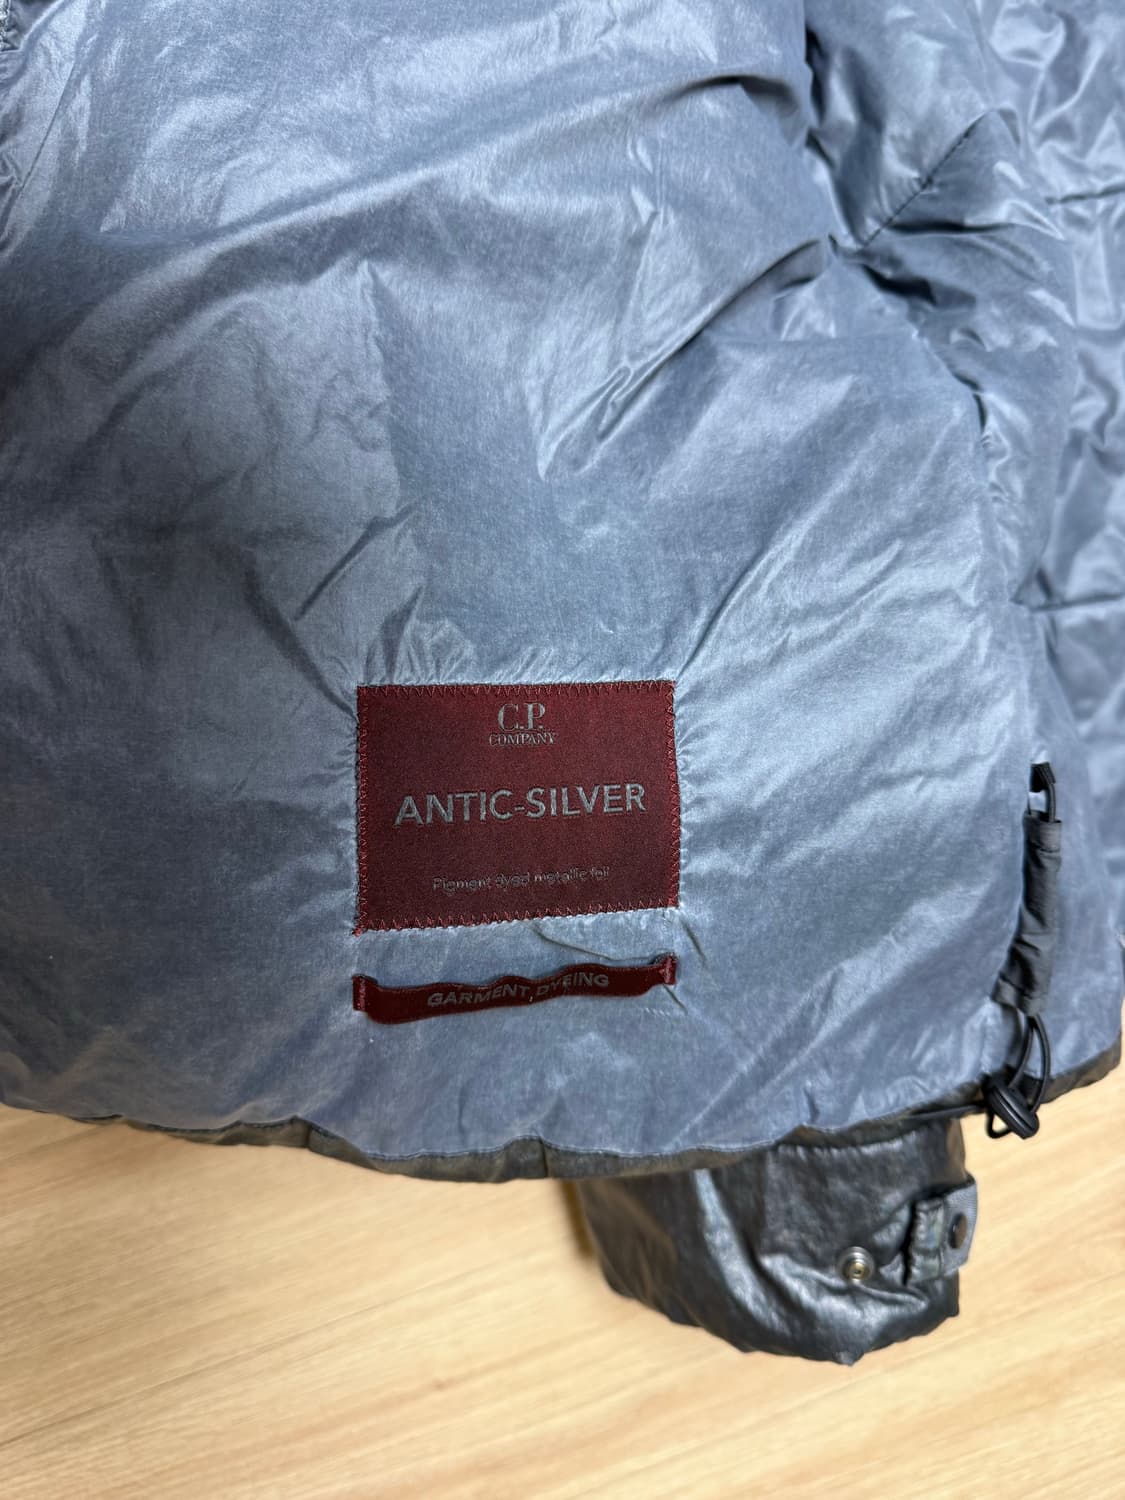 C.P.
COMPANY
ANTIC-SILVER
Pigment dyed metallic foil
GARMENT DYEING